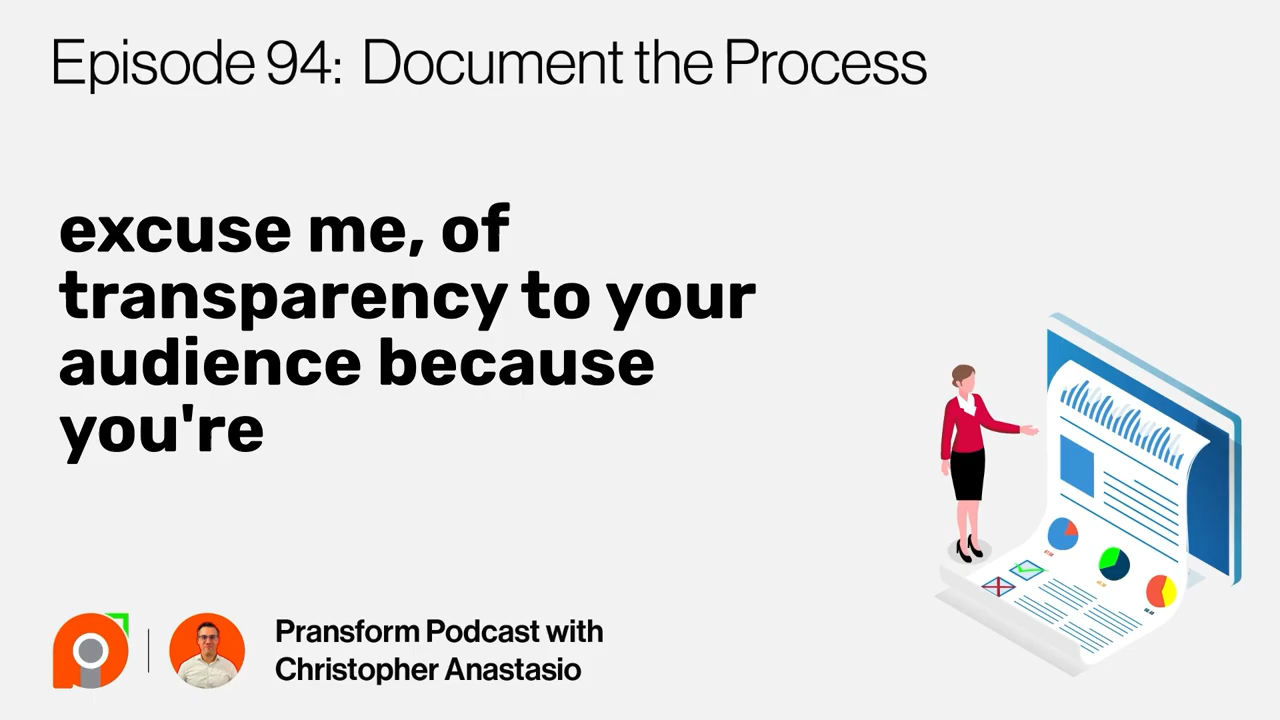 Episode 94: Document the Process
excuse me, of
transparency to your
audience because
you're
Pransform Podcast with
Christopher Anastasio